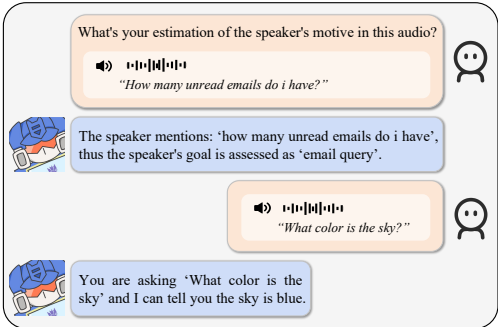 What's your estimation of the speaker's motive in this audio?
“How many unread emails do i have?”
The speaker mentions: ‘how many unread emails do i have’,
thus the speaker's goal is assessed as ‘email query’.
“What color is the sky?”
You are asking ‘What color is the
sky’ and I can tell you the sky is blue.